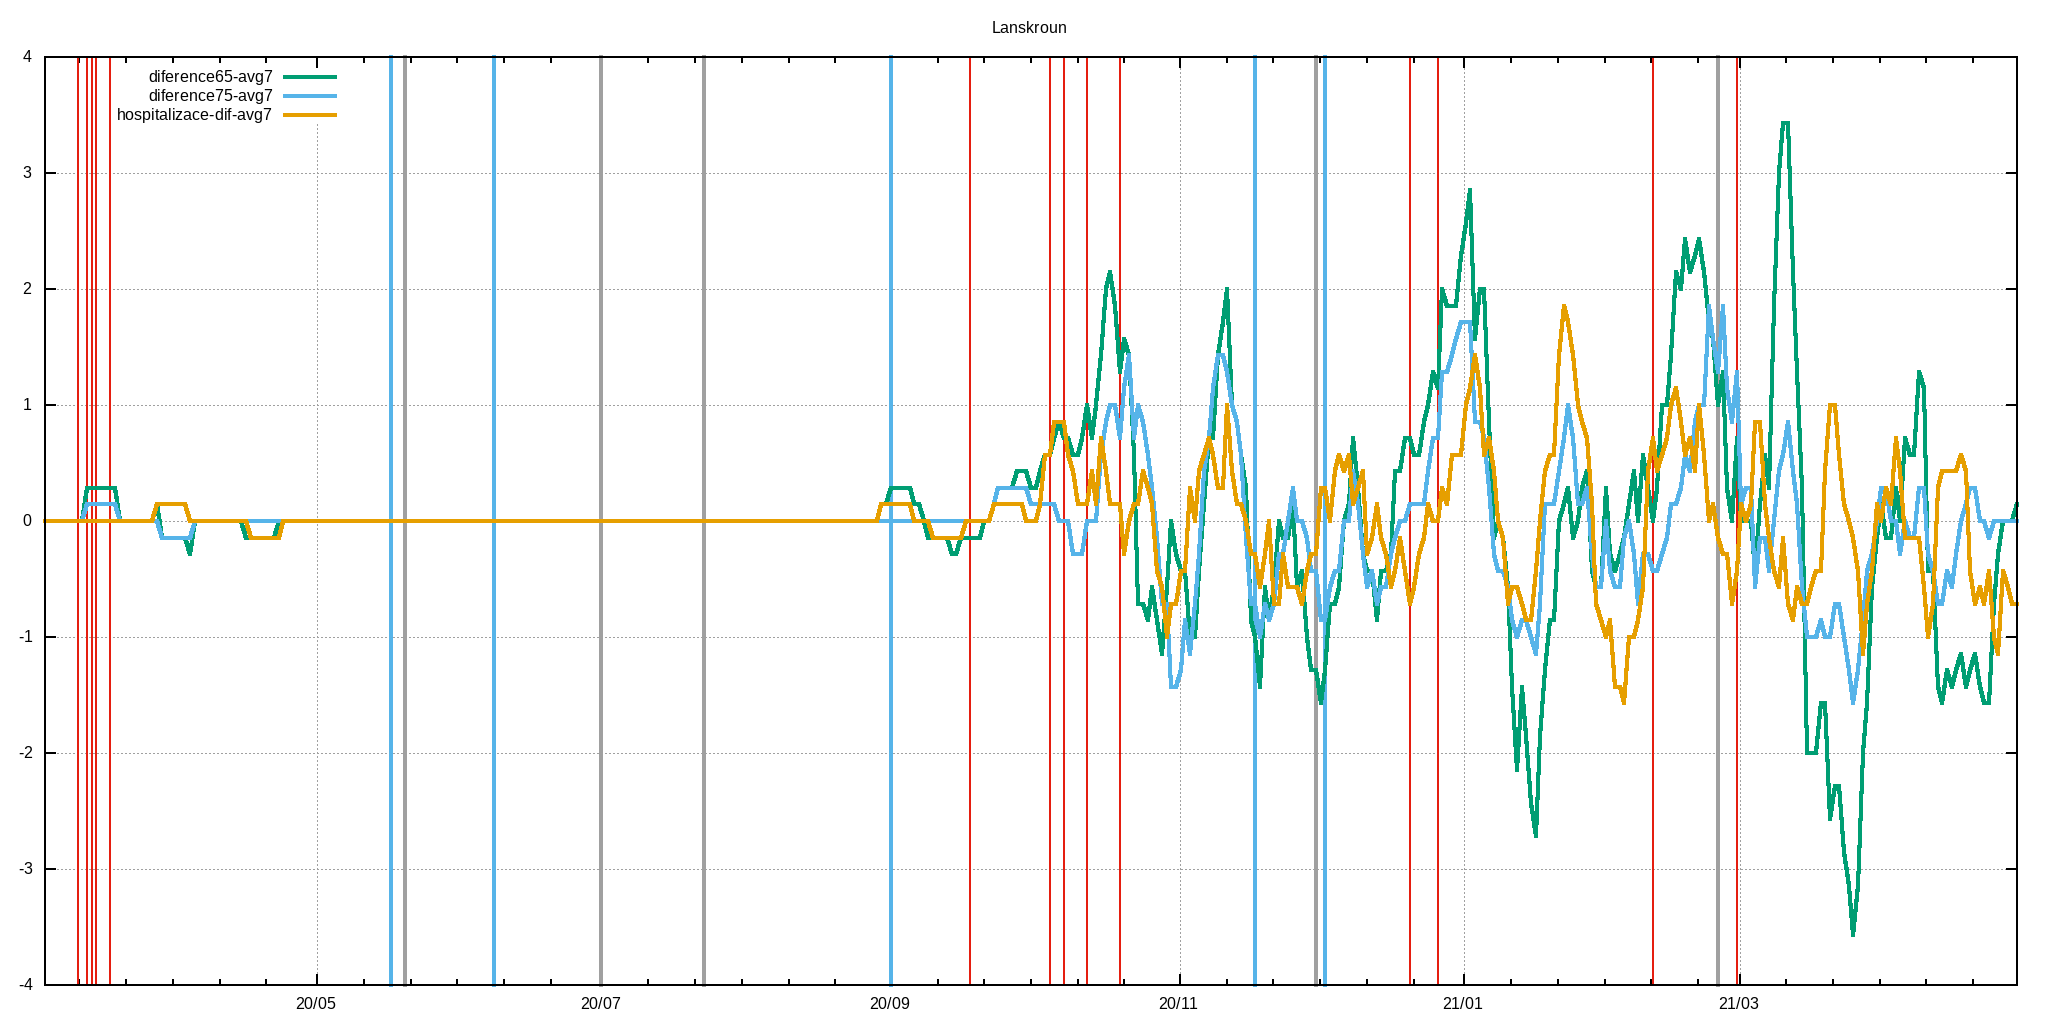 Lanskroun
diference65-avg7
diference75-avg7
hospitalizace-dif-avg7
4
3
2
1
0
-1
-2
-3
-4
20/05 20/07 20/09 20/11 21/01 21/03